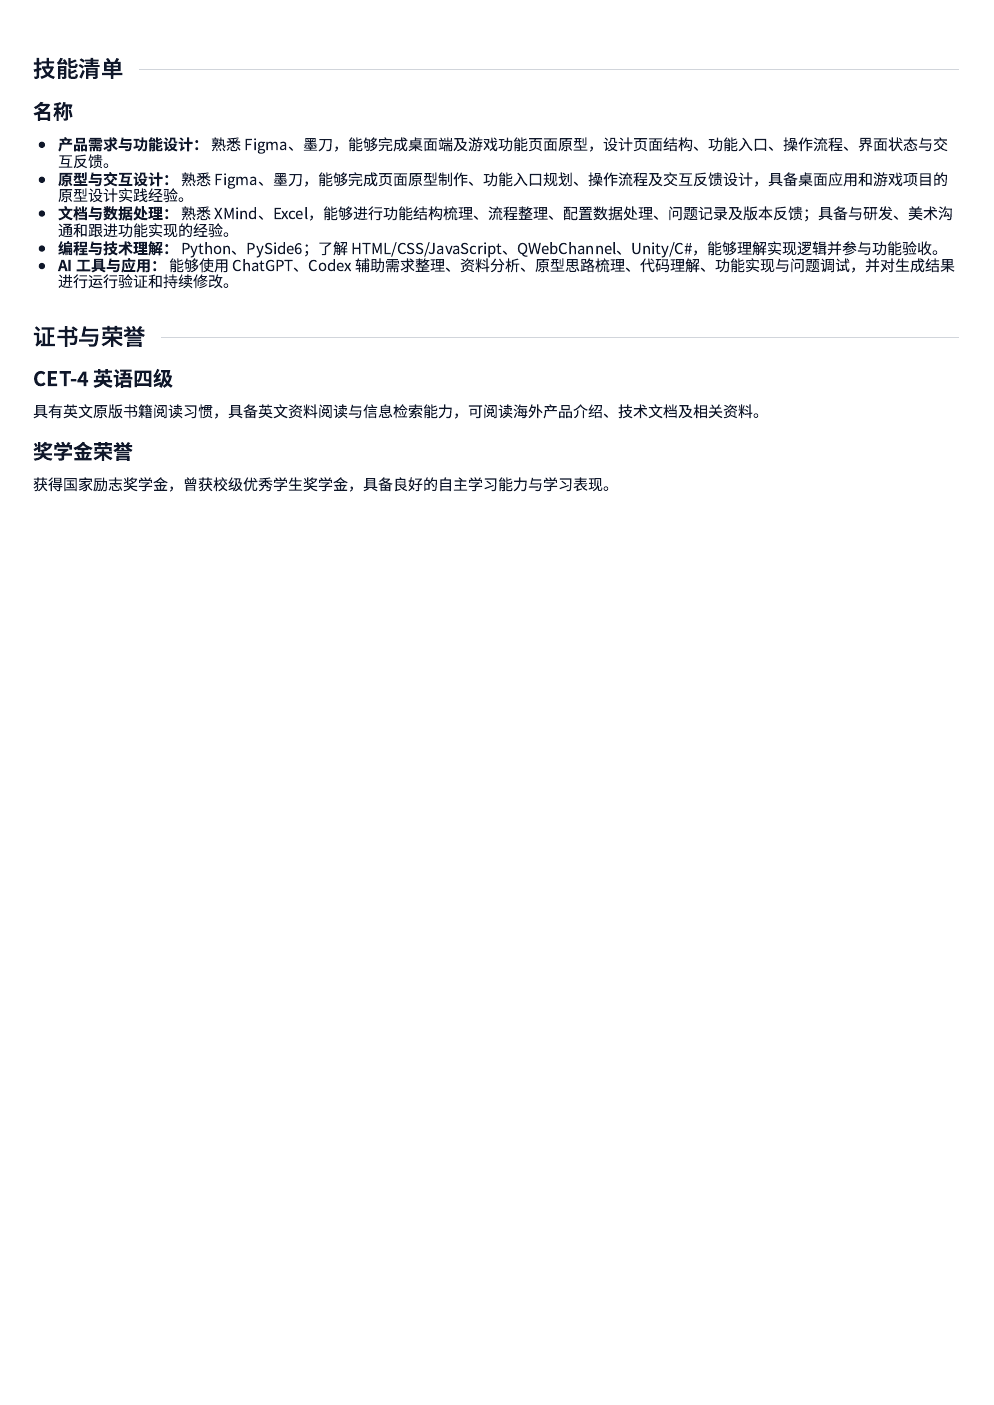 技能清单
名称
• 产品需求与功能设计： 熟悉 Figma、墨刀，能够完成桌面端及游戏功能页面原型，设计页面结构、功能入口、操作流程、界面状态与交
互反馈。
• 原型与交互设计： 熟悉 Figma、墨刀，能够完成页面原型制作、功能入口规划、操作流程及交互反馈设计，具备桌面应用和游戏项目的
原型设计实践经验。
• 文档与数据处理： 熟悉 XMind、Excel，能够进行功能结构梳理、流程整理、配置数据处理、问题记录及版本反馈；具备与研发、美术沟
通和跟进功能实现的经验。
• 编程与技术理解： Python、PySide6；了解 HTML/CSS/JavaScript、QWebChannel、Unity/C#，能够理解实现逻辑并参与功能验收。
• AI 工具与应用： 能够使用 ChatGPT、Codex 辅助需求整理、资料分析、原型思路梳理、代码理解、功能实现与问题调试，并对生成结果
进行运行验证和持续修改。
证书与荣誉
CET-4 英语四级
具有英文原版书籍阅读习惯，具备英文资料阅读与信息检索能力，可阅读海外产品介绍、技术文档及相关资料。
奖学金荣誉
获得国家励志奖学金，曾获校级优秀学生奖学金，具备良好的自主学习能力与学习表现。